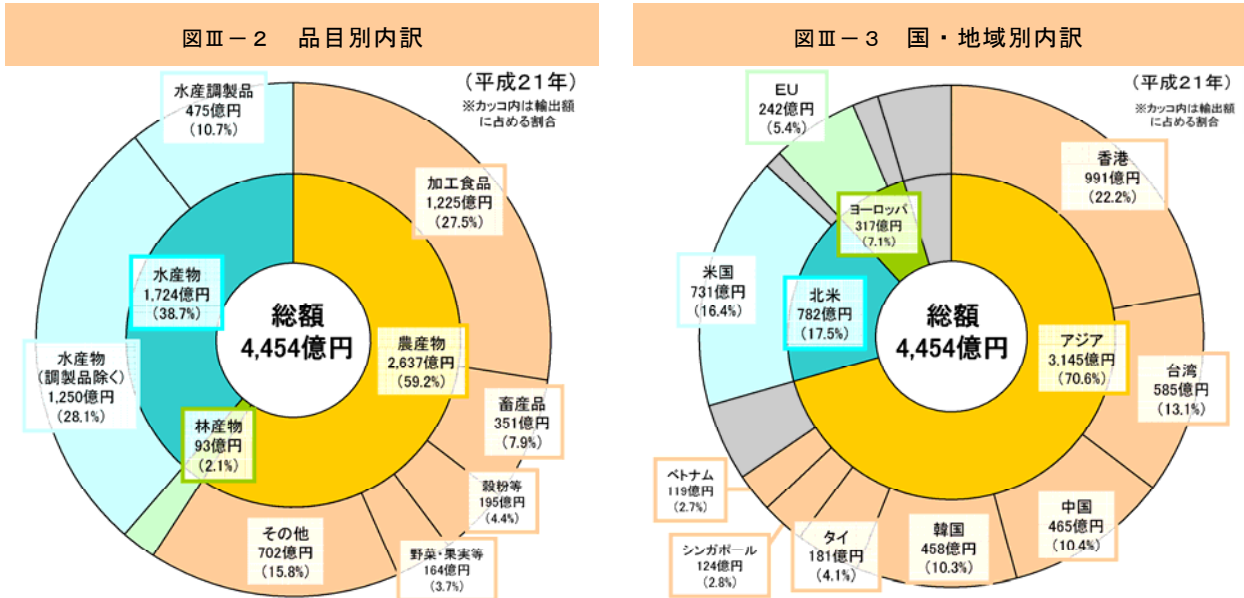 図Ⅲ－２　品目別内訳
(平成21年)
※カッコ内は輸出額
に占める割合
水産調製品
475億円
(10.7%)
加工食品
1,225億円
(27.5%)
水産物
1,724億円
(38.7%)
総額
4,454億円
農産物
2,637億円
(59.2%)
水産物
(調製品除く)
1,250億円
(28.1%)
畜産品
351億円
(7.9%)
林産物
93億円
(2.1%)
穀粉等
195億円
(4.4%)
その他
702億円
(15.8%)
野菜・果実等
164億円
(3.7%)
図Ⅲ－３　国・地域別内訳
(平成21年)
※カッコ内は輸出額
に占める割合
EU
242億円
(5.4%)
香港
991億円
(22.2%)
ヨーロッパ
317億円
(7.1%)
米国
731億円
(16.4%)
北米
782億円
(17.5%)
総額
4,454億円
アジア
3.145億円
(70.6%)
台湾
585億円
(13.1%)
ベトナム
119億円
(2.7%)
中国
465億円
(10.4%)
シンガポール
124億円
(2.8%)
タイ
181億円
(4.1%)
韓国
458億円
(10.3%)